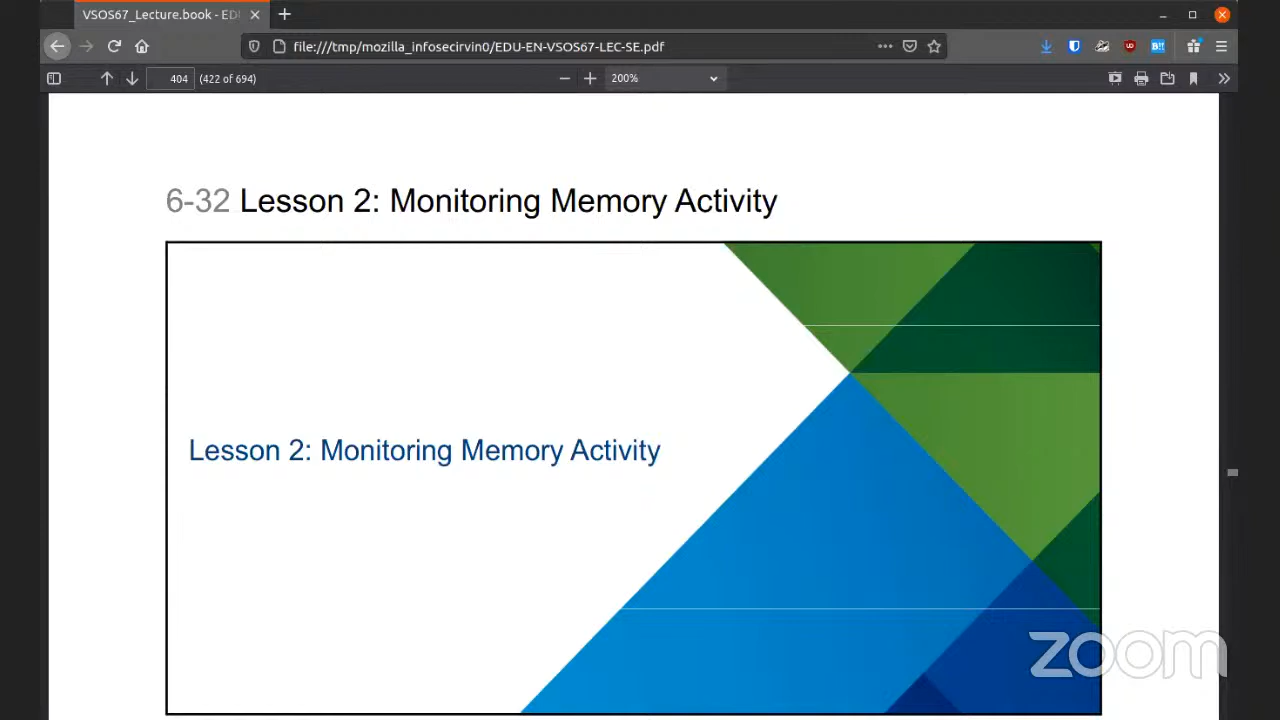 VSOS67_Lecture.book - EDU
file:///tmp/mozilla_infosecirvin0/EDU-EN-VSOS67-LEC-SE.pdf
404 (422 of 694) 200%
6-32 Lesson 2: Monitoring Memory Activity
Lesson 2: Monitoring Memory Activity
zoom